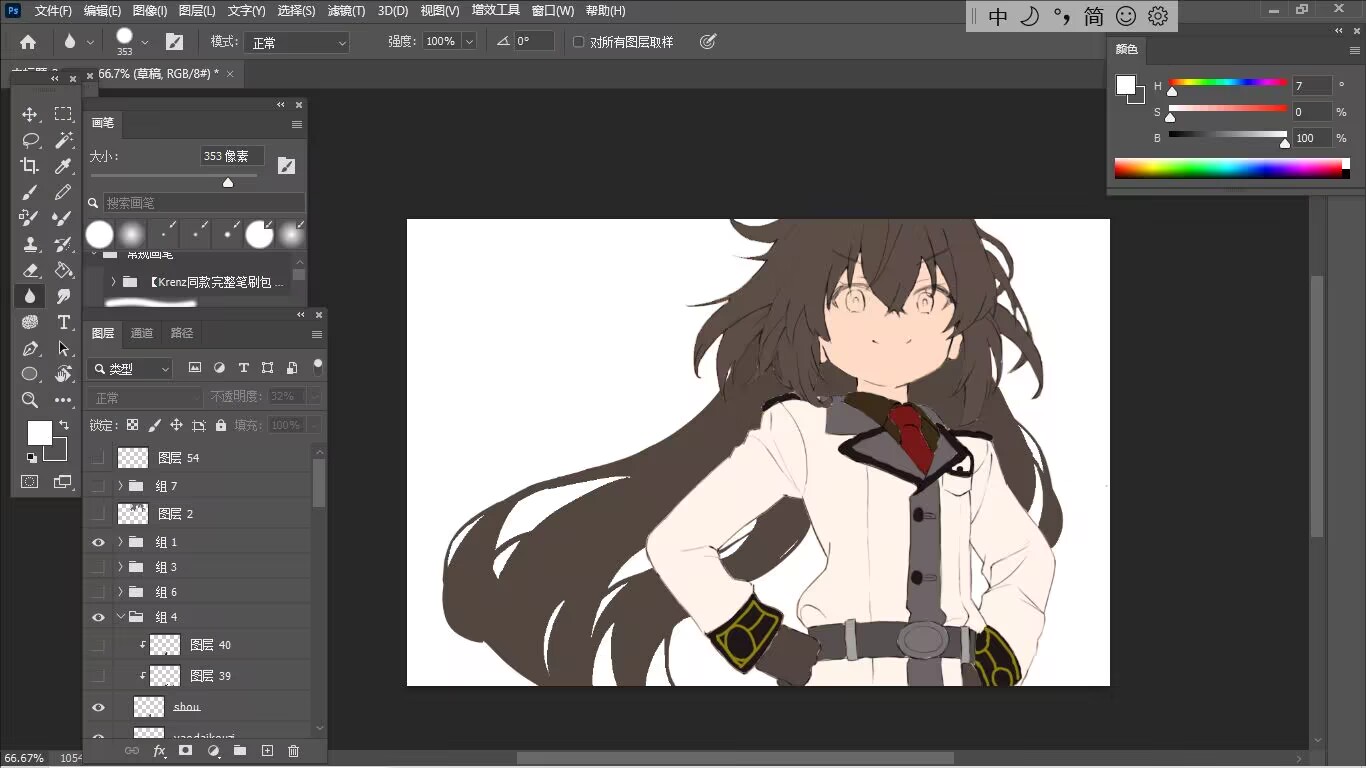 Ps 文件(F) 编辑(E) 图像(I) 图层(L) 文字(Y) 选择(S) 滤镜(T) 3D(D) 视图(V) 增效工具 窗口(W) 帮助(H)
中 简
353 模式: 正常 强度: 100% 0° 对所有图层取样
66.7% (草稿, RGB/8#) * ×
颜色
H 7 °
S 0 %
B 100 %
画笔
大小: 353 像素
搜索画笔
常规画笔
【Krenz同款完整笔刷包 ...
图层 通道 路径
类型
正常 不透明度: 32%
锁定: 填充: 100%
图层 54
组 7
图层 2
组 1
组 3
组 6
组 4
图层 40
图层 39
shou
yaodaikouzi
fx
66.67% 1054